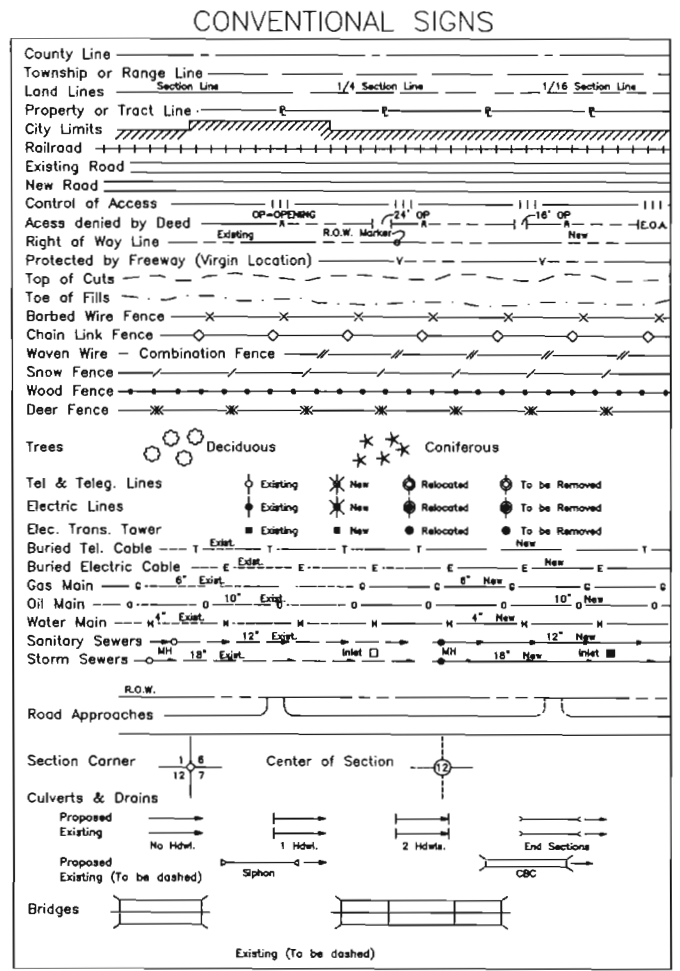 CONVENTIONAL SIGNS
County Line
Township or Range Line
Land Lines Section Line 1/4 Section Line 1/16 Section Line
Property or Tract Line
City Limits
Railroad
Existing Road
New Road
Control of Access
OP=OPENING 24' OP 16' OP
Acess denied by Deed E.O.A.
Existing R.O.W. Marker New
Right of Way Line
Protected by Freeway (Virgin Location)
Top of Cuts
Toe of Fills
Barbed Wire Fence
Chain Link Fence
Woven Wire – Combination Fence
Snow Fence
Wood Fence
Deer Fence
Trees Deciduous Coniferous
Tel & Teleg. Lines Existing New Relocated To be Removed
Electric Lines Existing New Relocated To be Removed
Elec. Trans. Tower Existing New Relocated To be Removed
Buried Tel. Cable T Exist. T T T New T
Buried Electric Cable E Exist. E E E E New E
Gas Main G 6" Exist. G G G 6" New G G
Oil Main O O 10" Exist. O O O O 10" New O
Water Main H 4" Exist. H H H H 4" New H H
Sanitary Sewers 12" Exist. 12" New
Storm Sewers MH 18" Exist. Inlet MH 18" New Inlet
R.O.W.
Road Approaches
Section Corner 1 6 12 7 Center of Section 12
Culverts & Drains
Proposed
Existing
No Hdwl. 1 Hdwl. 2 Hdwls. End Sections
Proposed
Existing (To be dashed) Siphon CBC
Bridges
Existing (To be dashed)